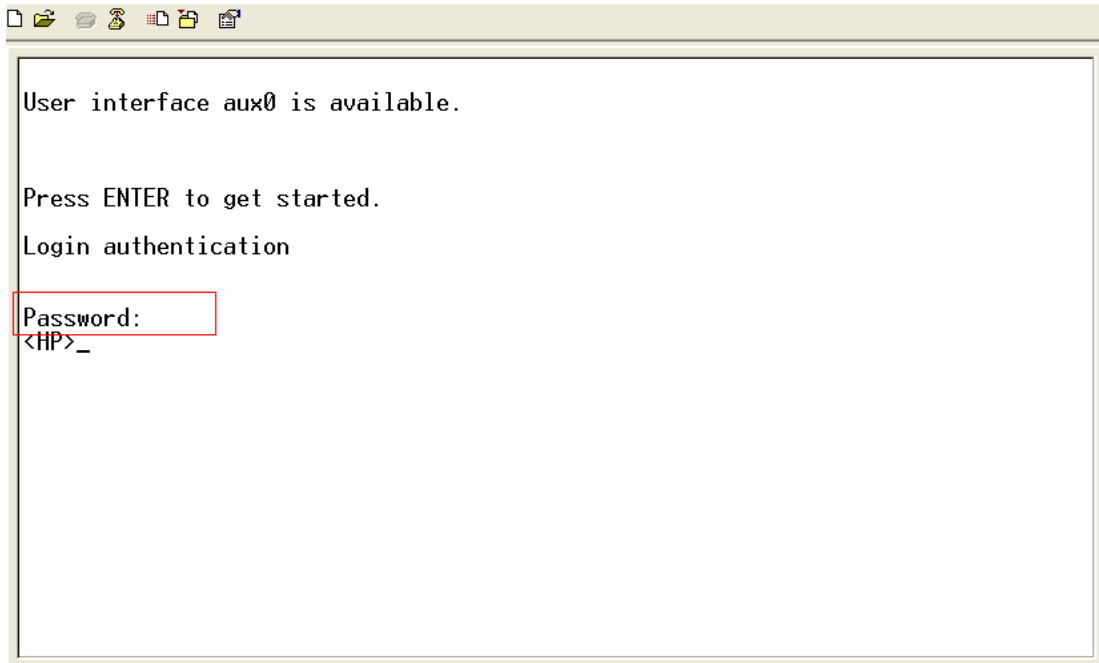 User interface aux0 is available.
Press ENTER to get started.
Login authentication
Password:
<HP>_